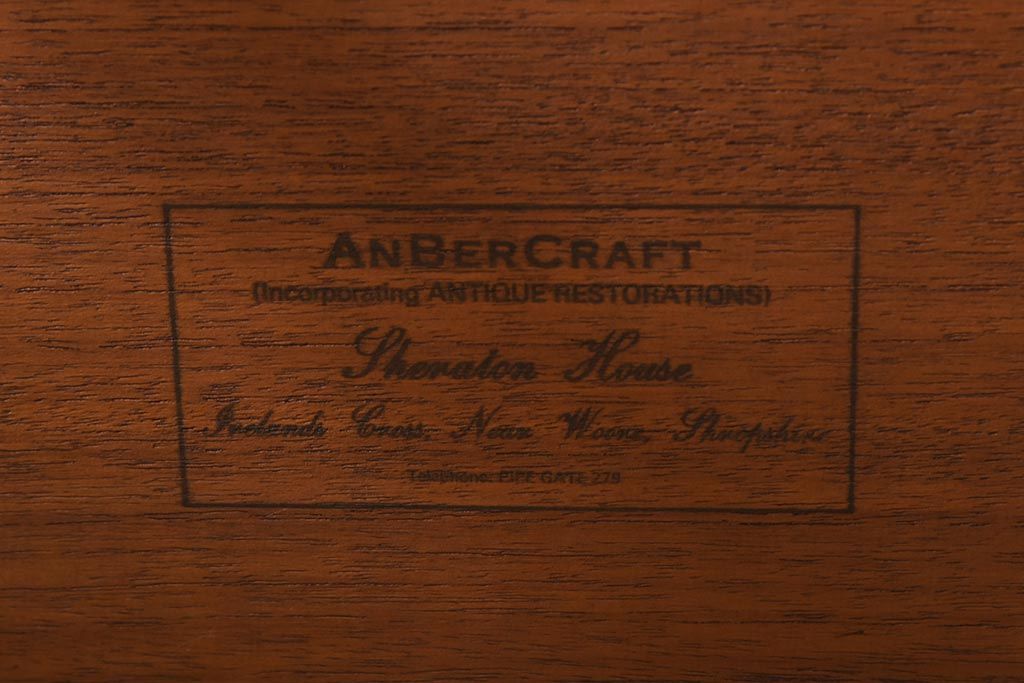 ANBERCRAFT
(Incorporating ANTIQUE RESTORATIONS)
Sheraton House
Irelands Cross, Near Woore, Shropshire
Telephone: PIPE GATE 279